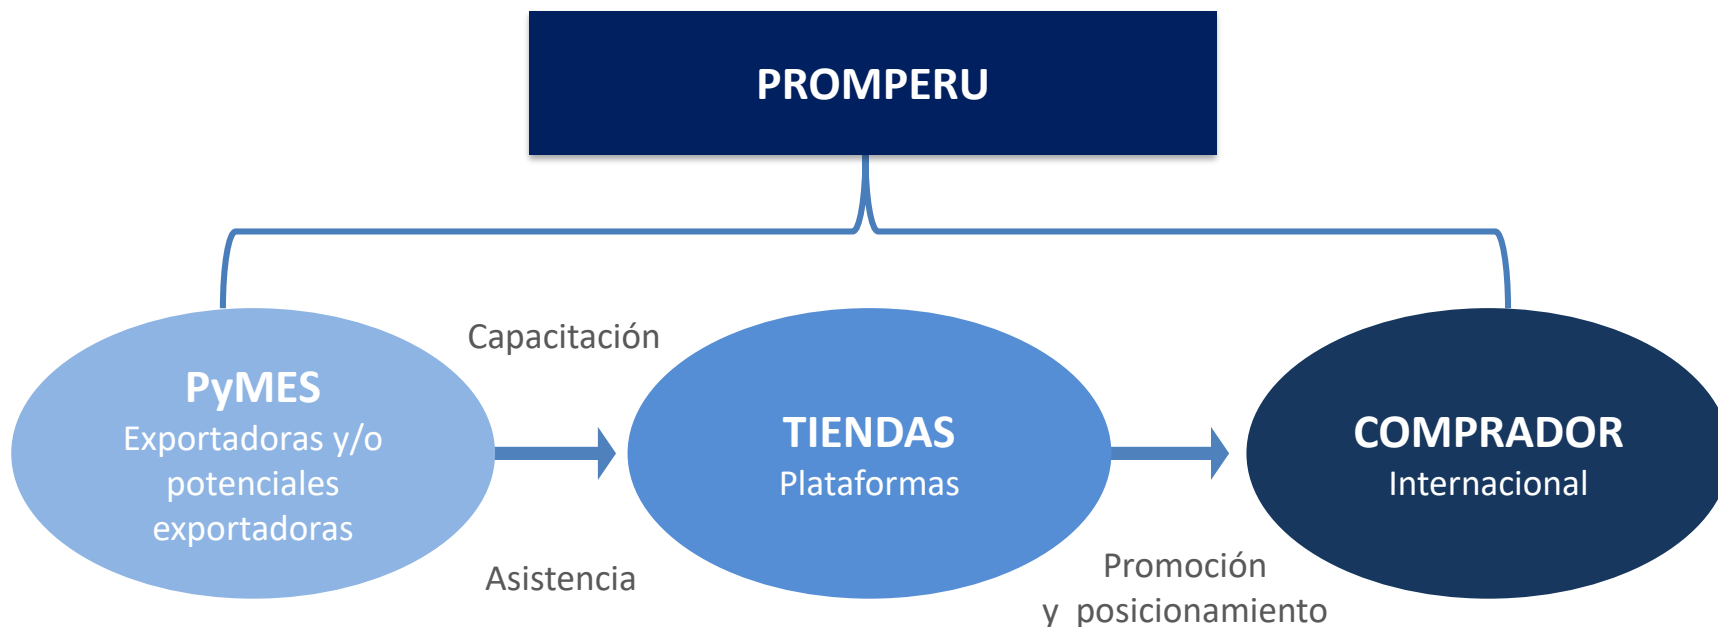 PROMPERU
Capacitación
PyMES
Exportadoras y/o
potenciales
exportadoras
Asistencia
TIENDAS
Plataformas
Promoción
y posicionamiento
COMPRADOR
Internacional